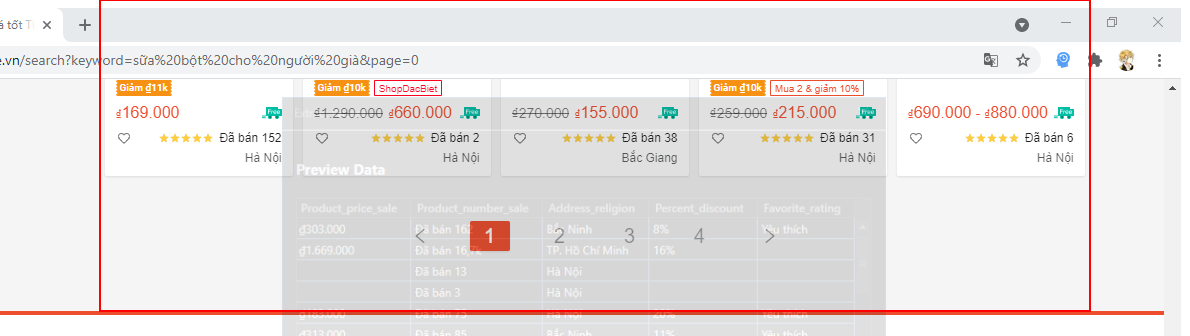 á tốt T
e.vn/search?keyword=sữa%20bột%20cho%20người%20già&page=0
Giảm ₫11k
Giảm ₫10k ShopDacBiet
Giảm ₫10k Mua 2 & giảm 10%
₫169.000 Free
₫1.290.000 ₫660.000 Free
₫270.000 ₫155.000 Free
₫259.000 ₫215.000 Free
₫690.000 - ₫880.000 Free
Đã bán 152
Đã bán 2
Đã bán 38
Đã bán 31
Đã bán 6
Hà Nội
Hà Nội
Bắc Giang
Hà Nội
Hà Nội
Preview Data
Product_price_sale Product_number_sale Address_religion Percent_discount Favorite_rating
₫303.000 Đã bán 162 Bắc Ninh 8% Yêu thích
1 2 3 4
₫1.669.000 Đã bán 16,7k TP. Hồ Chí Minh 16%
Đã bán 13 Hà Nội
Đã bán 3 Hà Nội
₫183.000 Đã bán 75 Hà Nội 20% Yêu thích
₫313.000 Đã bán 85 Bắc Ninh 11% Yêu thích